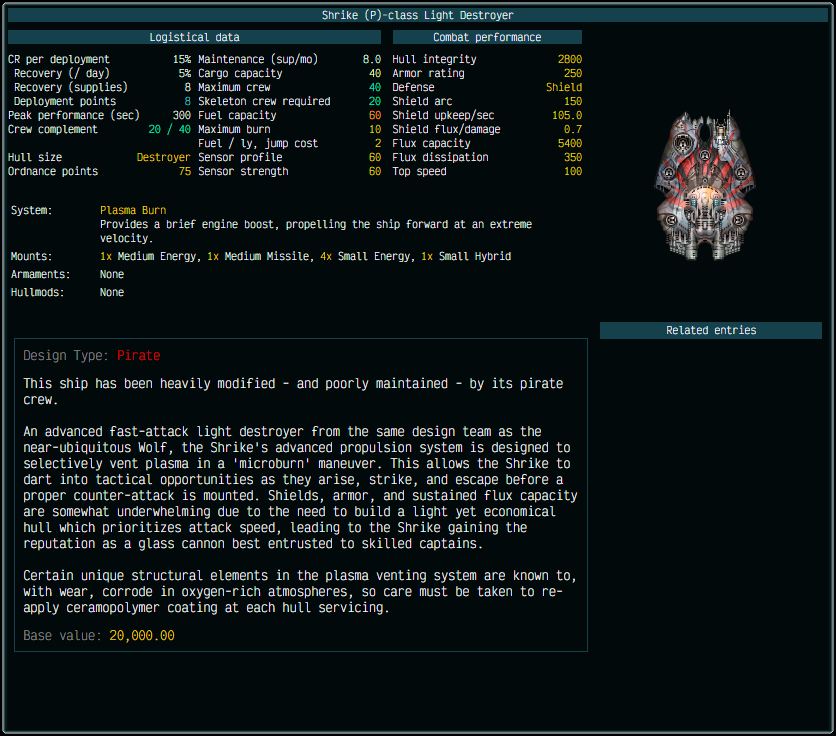 Shrike (P)-class Light Destroyer
Logistical data
CR per deployment 15%
Recovery (/ day) 5%
Recovery (supplies) 8
Deployment points 8
Peak performance (sec) 300
Crew complement 20 / 40
Hull size Destroyer
Ordnance points 75
Maintenance (sup/mo) 8.0
Cargo capacity 40
Maximum crew 40
Skeleton crew required 20
Fuel capacity 60
Maximum burn 10
Fuel / ly, jump cost 2
Sensor profile 60
Sensor strength 60
Combat performance
Hull integrity 2800
Armor rating 250
Defense Shield
Shield arc 150
Shield upkeep/sec 105.0
Shield flux/damage 0.7
Flux capacity 5400
Flux dissipation 350
Top speed 100
System: Plasma Burn
Provides a brief engine boost, propelling the ship forward at an extreme
velocity.
Mounts: 1x Medium Energy, 1x Medium Missile, 4x Small Energy, 1x Small Hybrid
Armaments: None
Hullmods: None
Related entries
Design Type: Pirate
This ship has been heavily modified - and poorly maintained - by its pirate
crew.
An advanced fast-attack light destroyer from the same design team as the
near-ubiquitous Wolf, the Shrike's advanced propulsion system is designed to
selectively vent plasma in a 'microburn' maneuver. This allows the Shrike to
dart into tactical opportunities as they arise, strike, and escape before a
proper counter-attack is mounted. Shields, armor, and sustained flux capacity
are somewhat underwhelming due to the need to build a light yet economical
hull which prioritizes attack speed, leading to the Shrike gaining the
reputation as a glass cannon best entrusted to skilled captains.
Certain unique structural elements in the plasma venting system are known to,
with wear, corrode in oxygen-rich atmospheres, so care must be taken to re-
apply ceramopolymer coating at each hull servicing.
Base value: 20,000.00